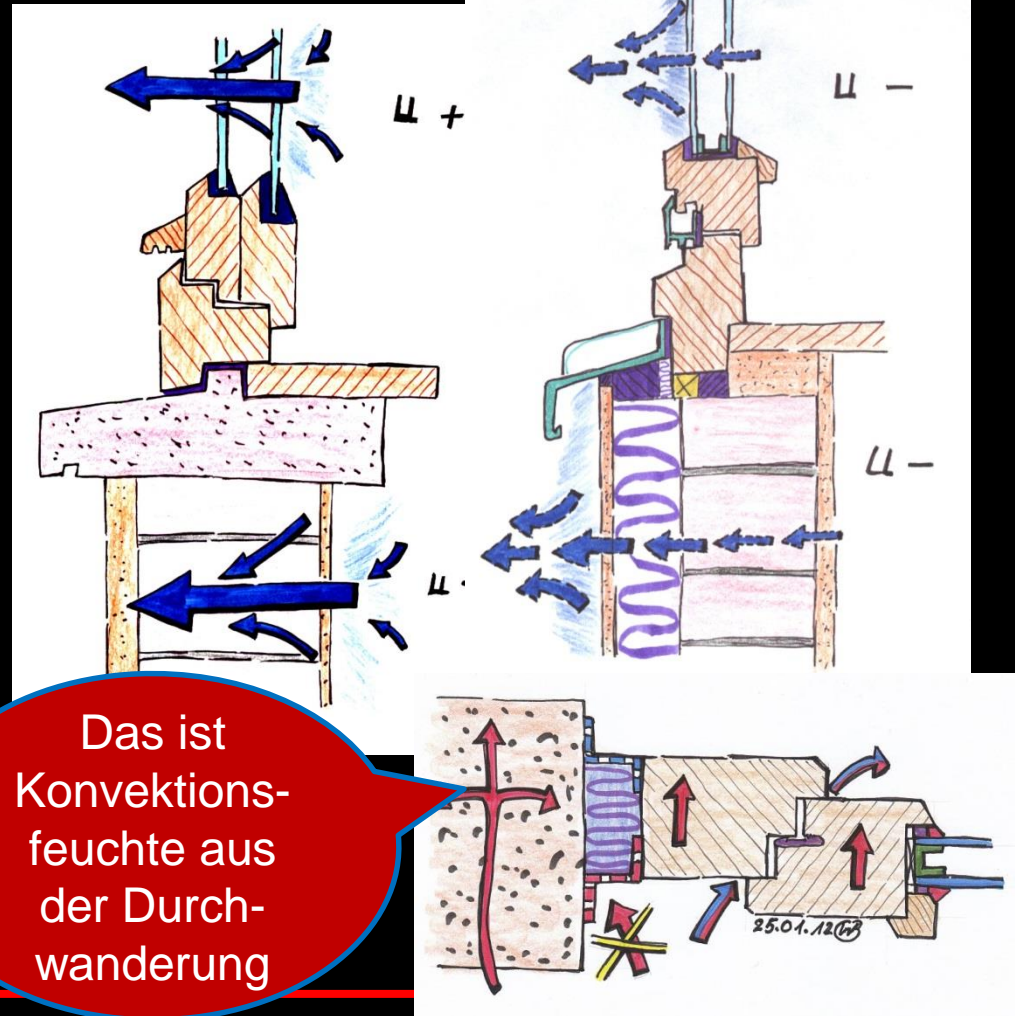 u +
u -
u -
u
Das ist
Konvektions-
feuchte aus
der Durch-
wanderung
25.01.12